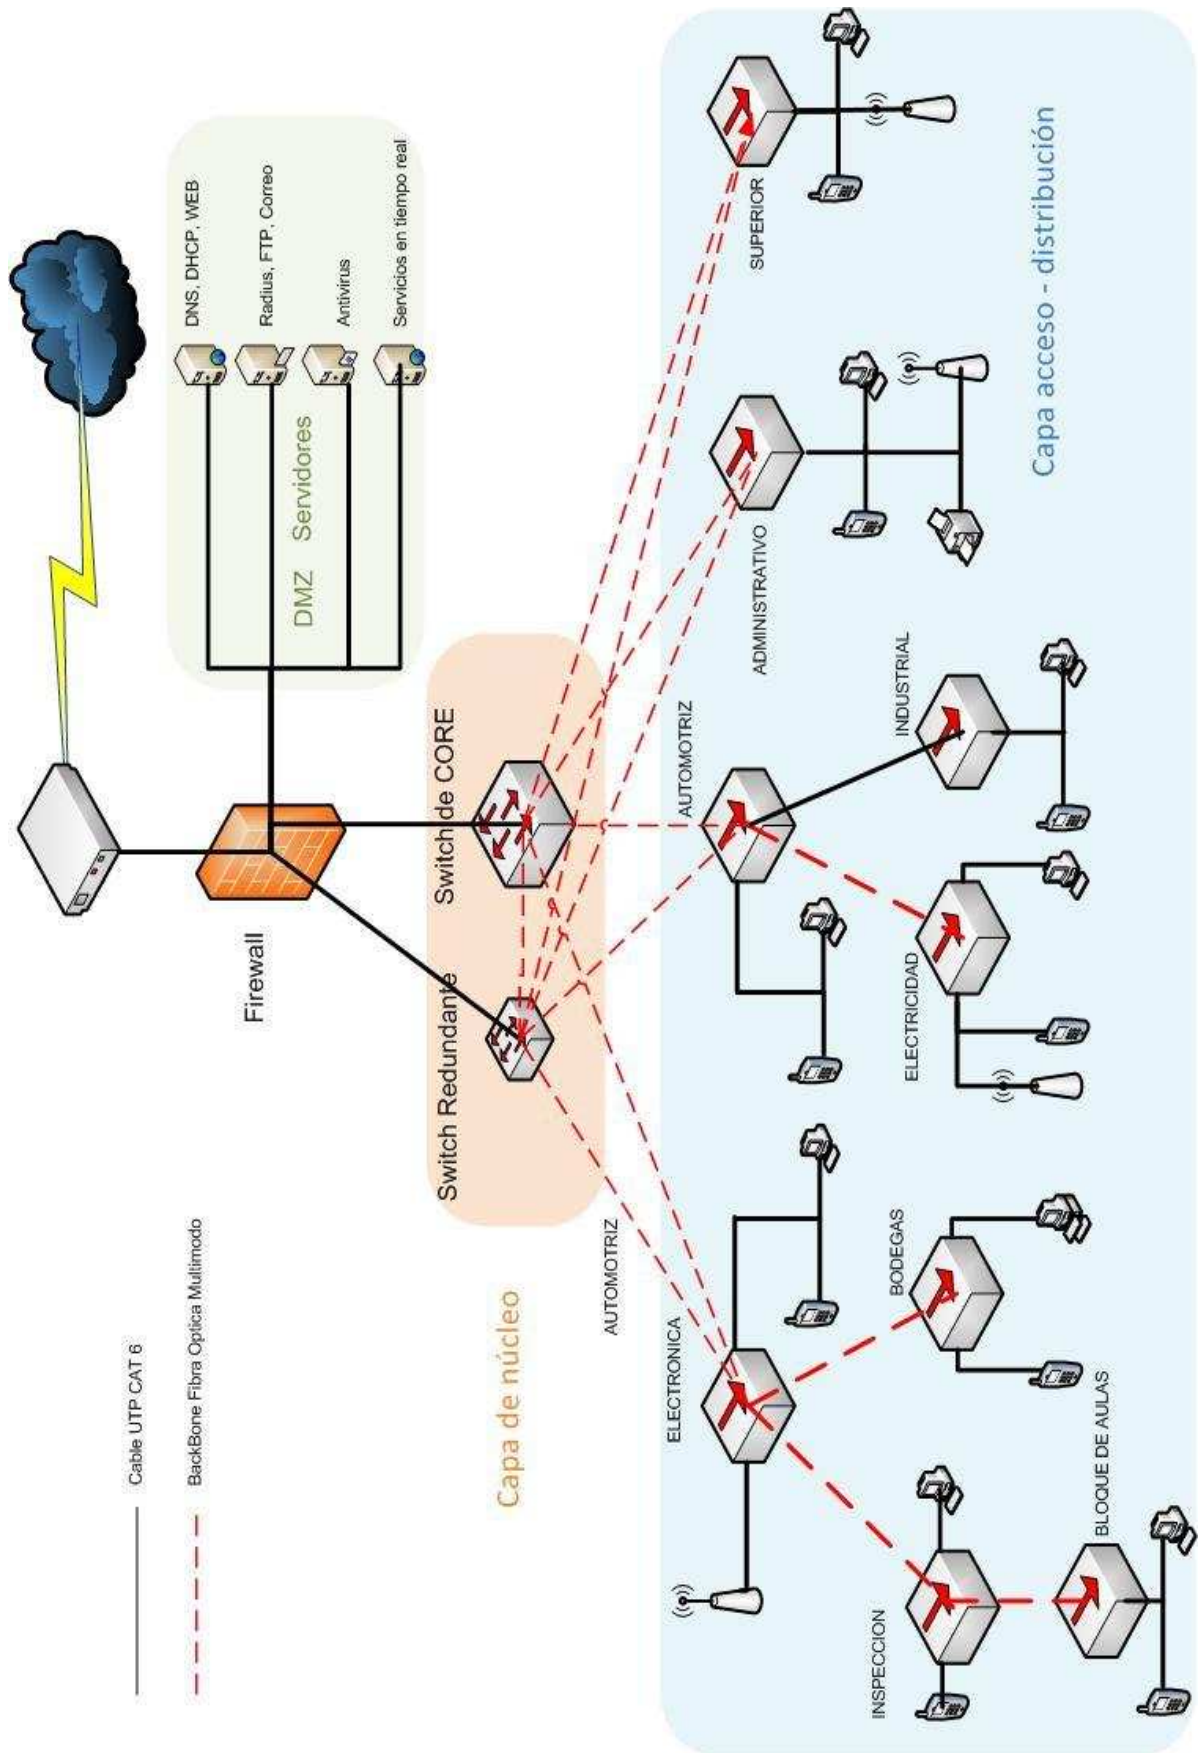 Cable UTP CAT 6
BackBone Fibra Optica Multimodo
Firewall
DNS, DHCP, WEB
Radius, FTP, Correo
Antivirus
Servicios en tiempo real
DMZ Servidores
Switch Redundante
Switch de CORE
Capa de núcleo
AUTOMOTRIZ
ELECTRONICA
AUTOMOTRIZ
ADMINISTRATIVO
SUPERIOR
INSPECCION
BODEGAS
ELECTRICIDAD
INDUSTRIAL
BLOQUE DE AULAS
Capa acceso - distribución